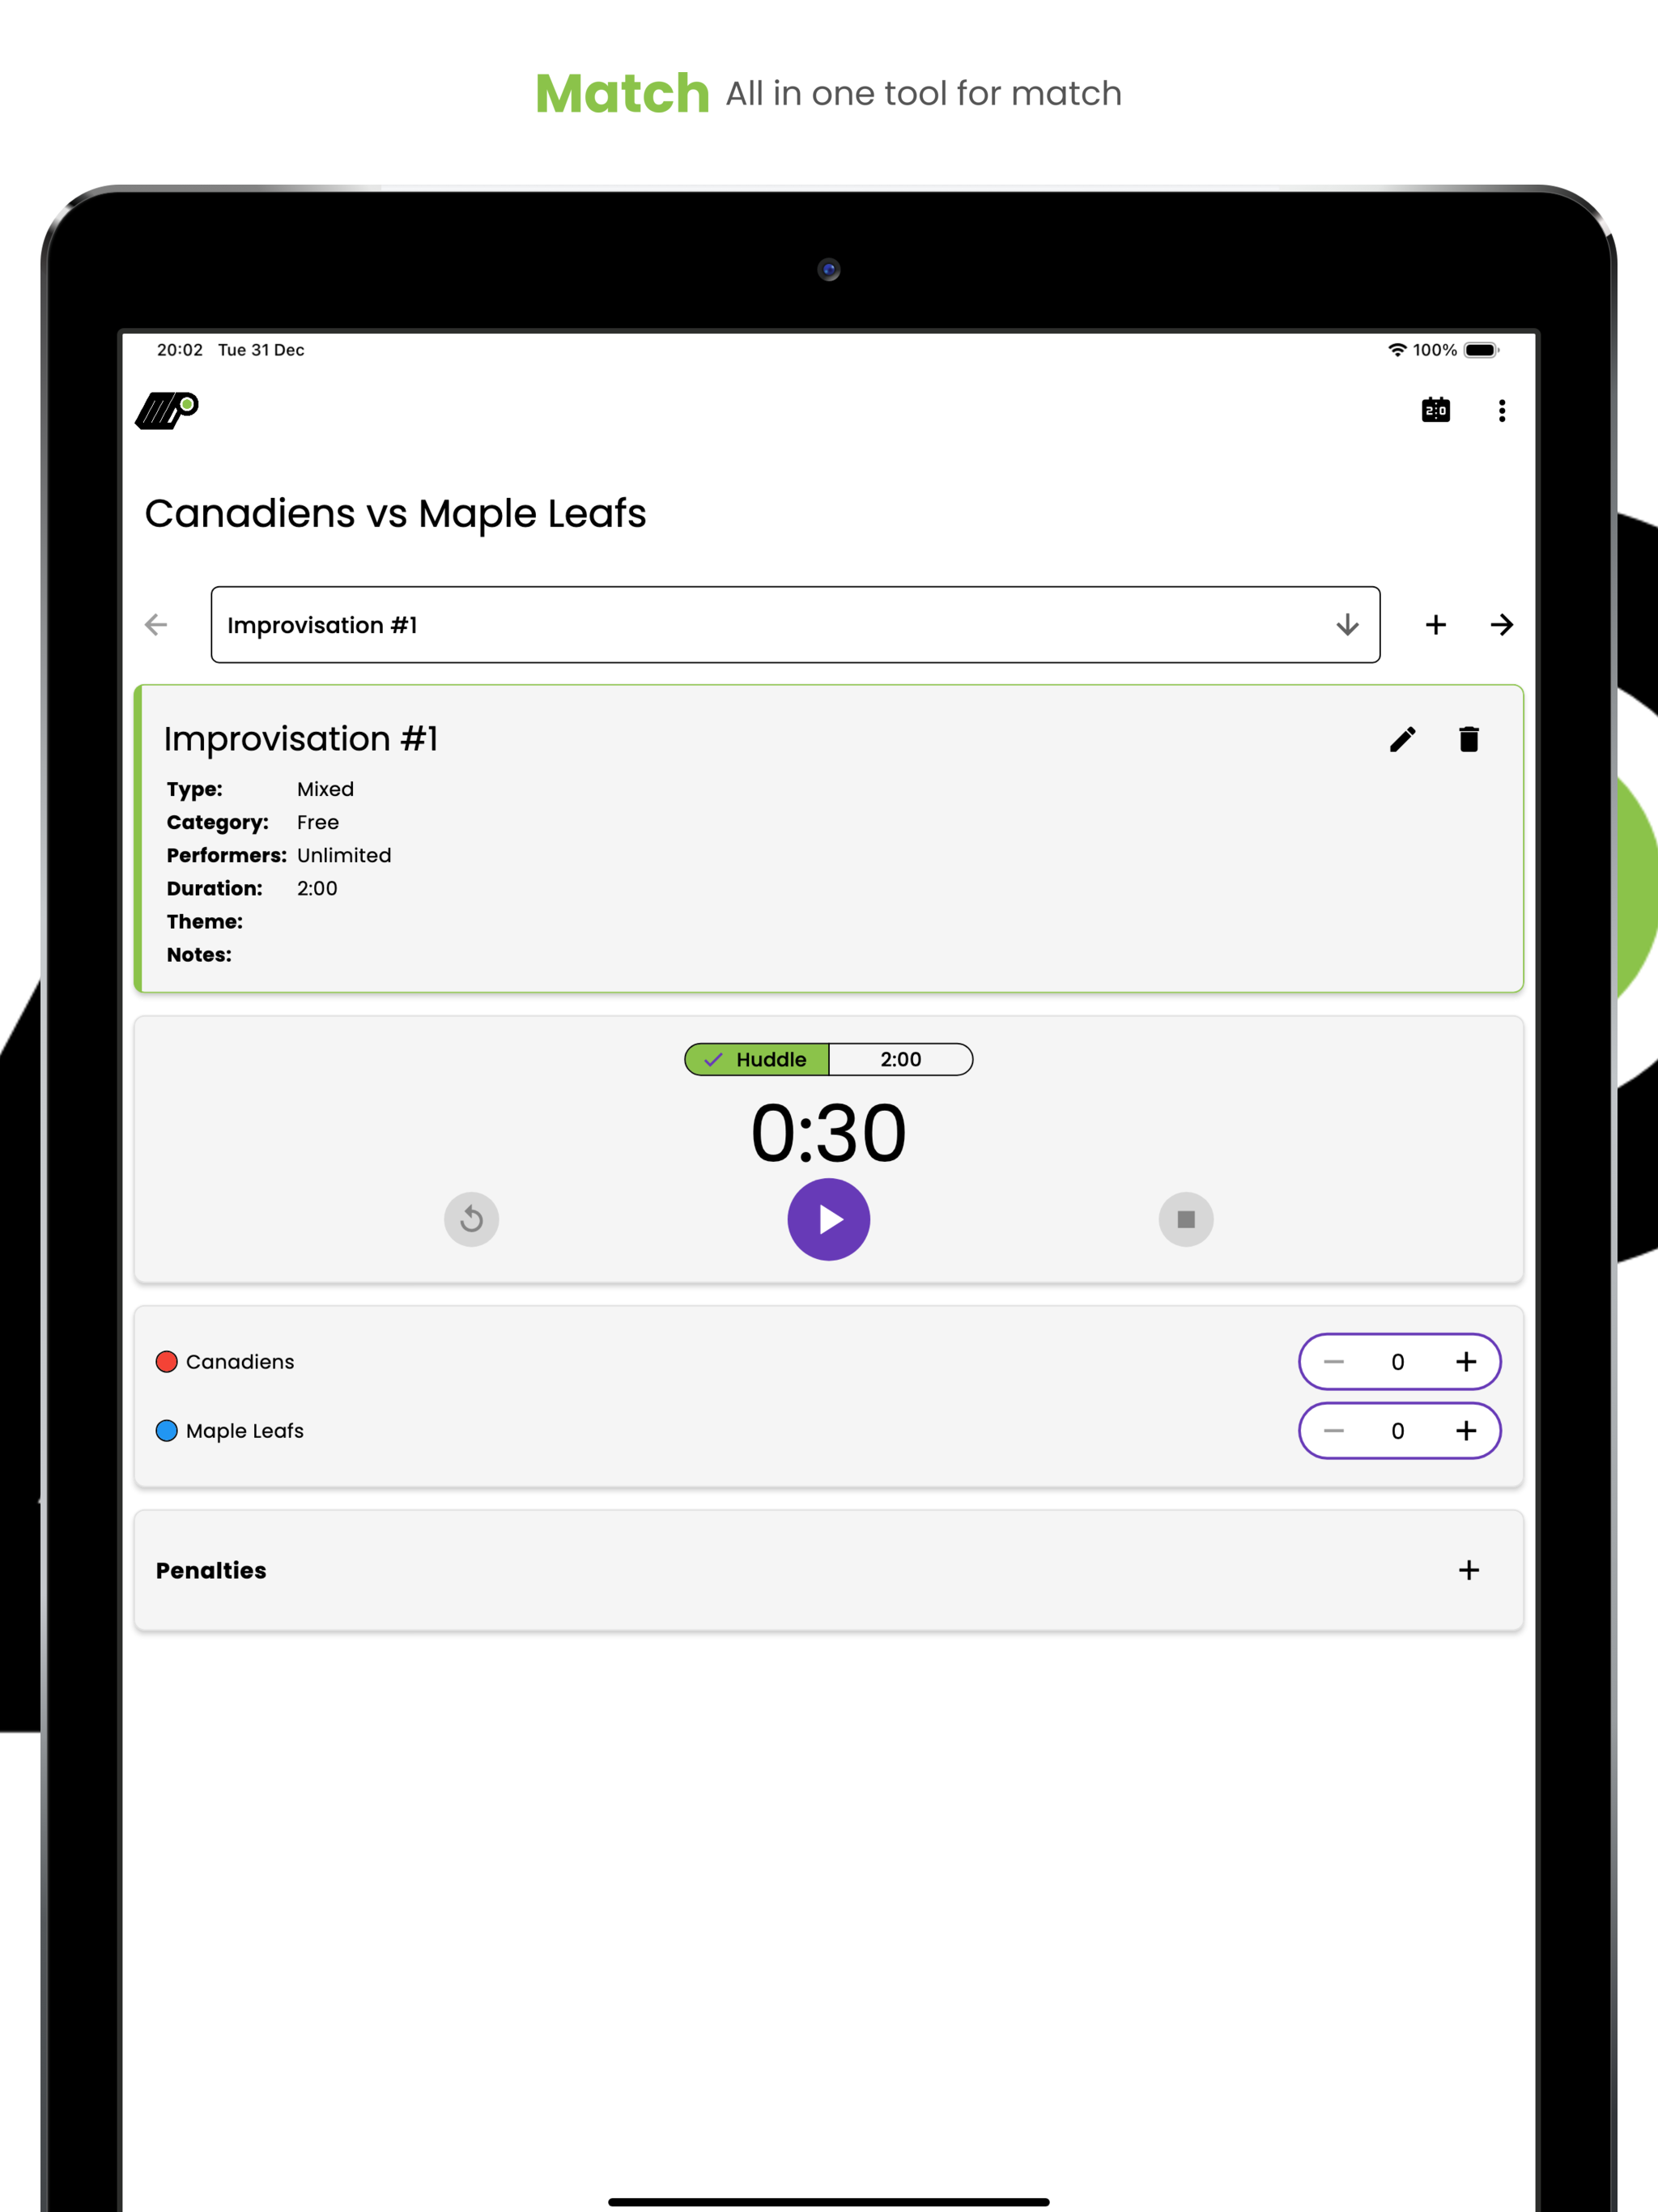 Match All in one tool for match
20:02 Tue 31 Dec 100%
2:0
Canadiens vs Maple Leafs
Improvisation #1
Improvisation #1
Type: Mixed
Category: Free
Performers: Unlimited
Duration: 2:00
Theme:
Notes:
Huddle 2:00
0:30
Canadiens 0
Maple Leafs 0
Penalties